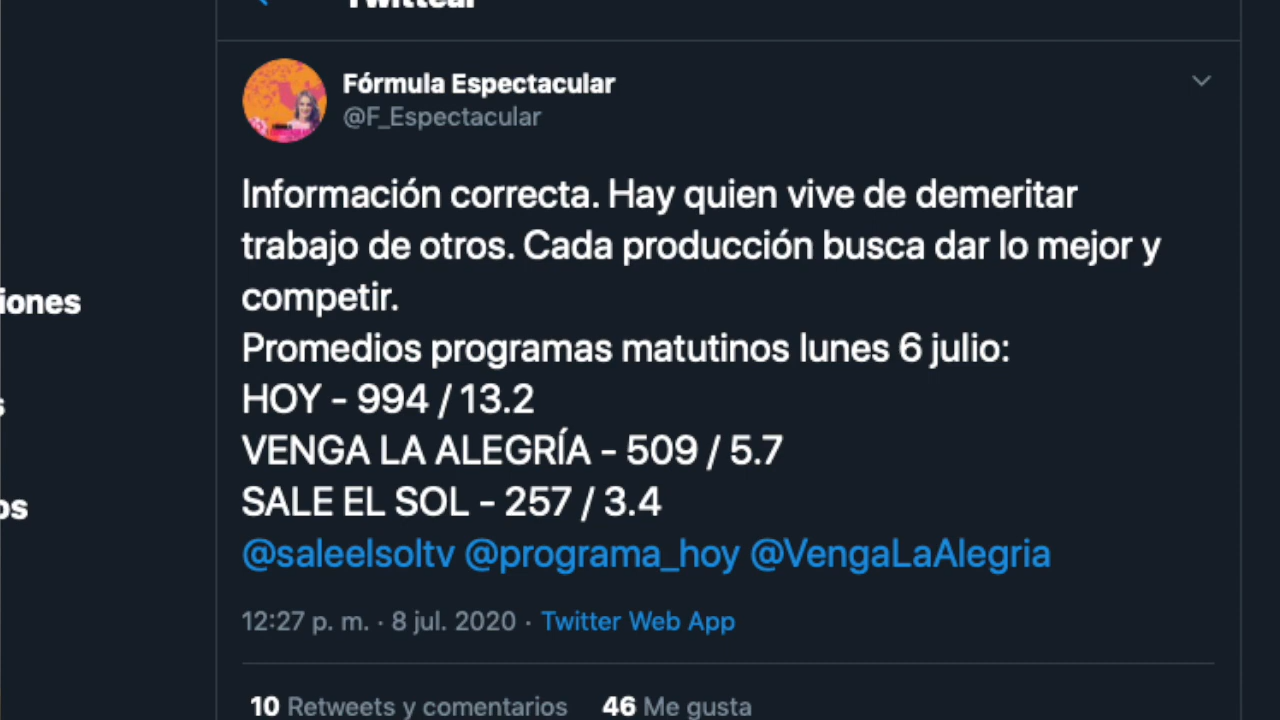 Twittear
Fórmula Espectacular
@F_Espectacular
Información correcta. Hay quien vive de demeritar
trabajo de otros. Cada producción busca dar lo mejor y
competir.
iones
Promedios programas matutinos lunes 6 julio:
HOY - 994 / 13.2
s
VENGA LA ALEGRÍA - 509 / 5.7
SALE EL SOL - 257 / 3.4
os
@saleelsoltv @programa_hoy @VengaLaAlegria
12:27 p. m. · 8 jul. 2020 · Twitter Web App
10 Retweets y comentarios 46 Me gusta